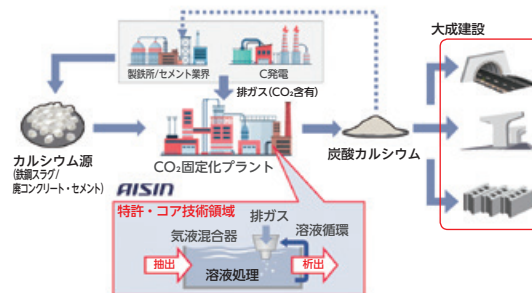 大成建設
製鉄所/セメント業界
C発電
排ガス(CO₂含有)
カルシウム源
(鉄鋼スラグ/
廃コンクリート・セメント)
CO₂固定化プラント
炭酸カルシウム
AISIN
特許・コア技術領域
排ガス
気液混合器
溶液循環
抽出
溶液処理
析出